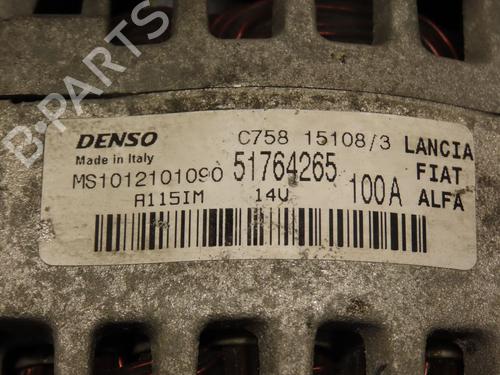 B-PARTS
DENSO C758 15108/3 LANCIA
Made in Italy FIAT
MS1012101090 51764265 100A ALFA
A115IM 14V